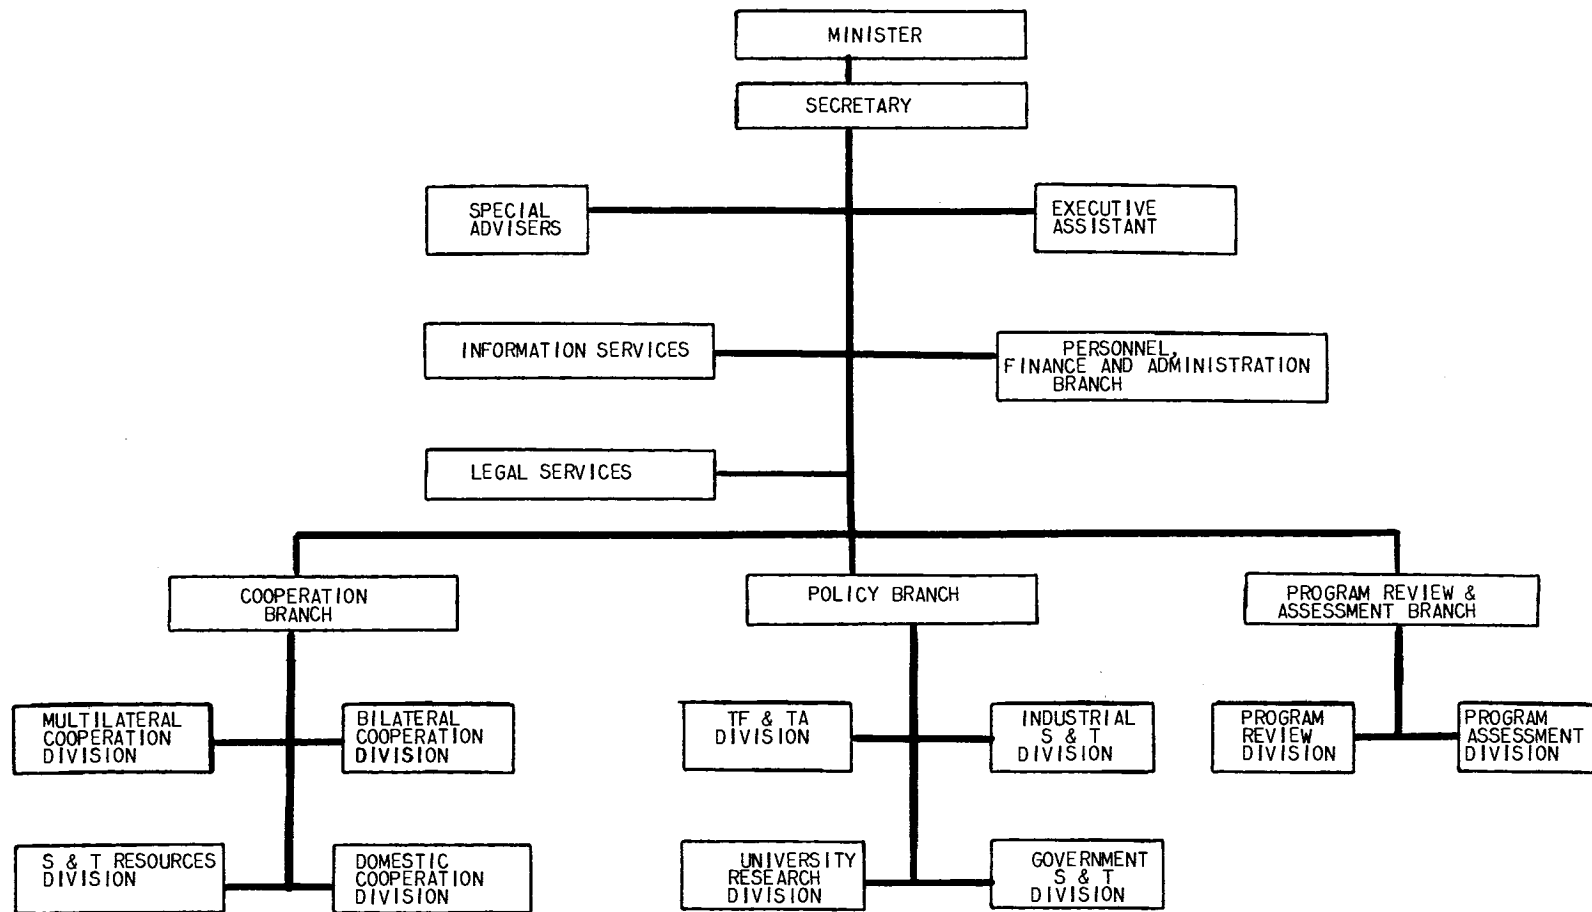 MINISTER
SECRETARY
SPECIAL
ADVISERS
EXECUTIVE
ASSISTANT
INFORMATION SERVICES
PERSONNEL,
FINANCE AND ADMINISTRATION
BRANCH
LEGAL SERVICES
COOPERATION
BRANCH
POLICY BRANCH
PROGRAM REVIEW &
ASSESSMENT BRANCH
MULTILATERAL
COOPERATION
DIVISION
BILATERAL
COOPERATION
DIVISION
TF & TA
DIVISION
INDUSTRIAL
S & T
DIVISION
PROGRAM
REVIEW
DIVISION
PROGRAM
ASSESSMENT
DIVISION
S & T RESOURCES
DIVISION
DOMESTIC
COOPERATION
DIVISION
UNIVERSITY
RESEARCH
DIVISION
GOVERNMENT
S & T
DIVISION